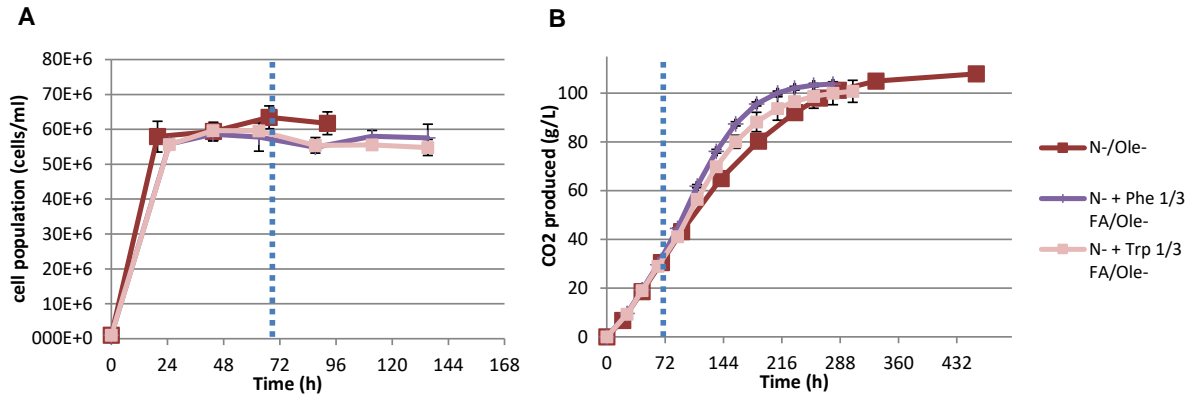 A
cell population (cells/ml)
80E+6
70E+6
60E+6
50E+6
40E+6
30E+6
20E+6
10E+6
000E+0
0 24 48 72 96 120 144 168
Time (h)
B
CO2 produced (g/L)
100
80
60
40
20
0
0 72 144 216 288 360 432
Time (h)
N-/Ole-
N- + Phe 1/3
FA/Ole-
N- + Trp 1/3
FA/Ole-